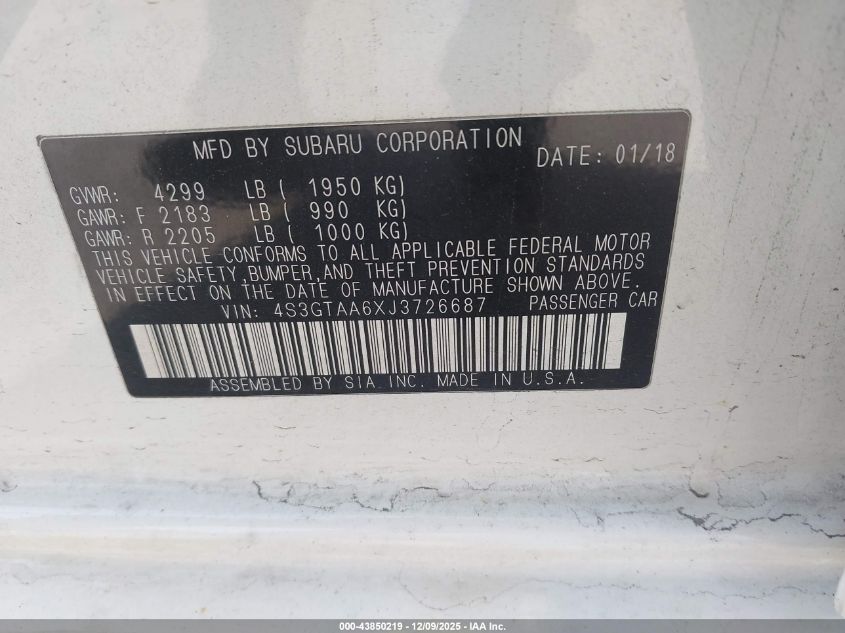 MFD BY SUBARU CORPORATION DATE: 01/18
GVWR: 4299 LB ( 1950 KG)
GAWR: F 2183 LB ( 990 KG)
GAWR: R 2205 LB ( 1000 KG)
THIS VEHICLE CONFORMS TO ALL APPLICABLE FEDERAL MOTOR
VEHICLE SAFETY, BUMPER, AND THEFT PREVENTION STANDARDS
IN EFFECT ON THE DATE OF MANUFACTURE SHOWN ABOVE.
VIN: 4S3GTAA6XJ3726687 PASSENGER CAR
ASSEMBLED BY SIA INC. MADE IN U.S.A.
000-43850219 - 12/09/2025 - IAA Inc.